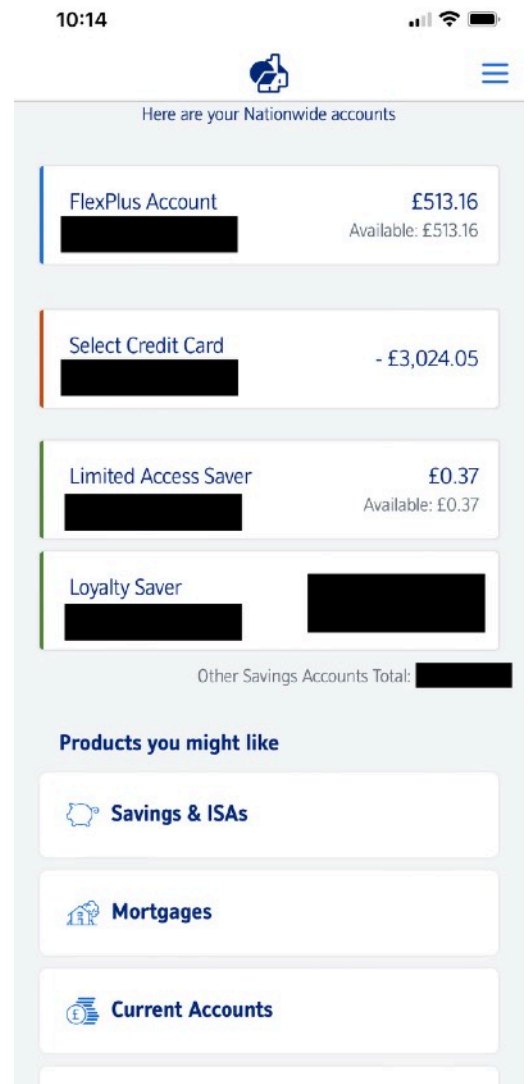 10:14
Here are your Nationwide accounts
FlexPlus Account £513.16
Available: £513.16
Select Credit Card - £3,024.05
Limited Access Saver £0.37
Available: £0.37
Loyalty Saver
Other Savings Accounts Total:
Products you might like
Savings & ISAs
Mortgages
Current Accounts